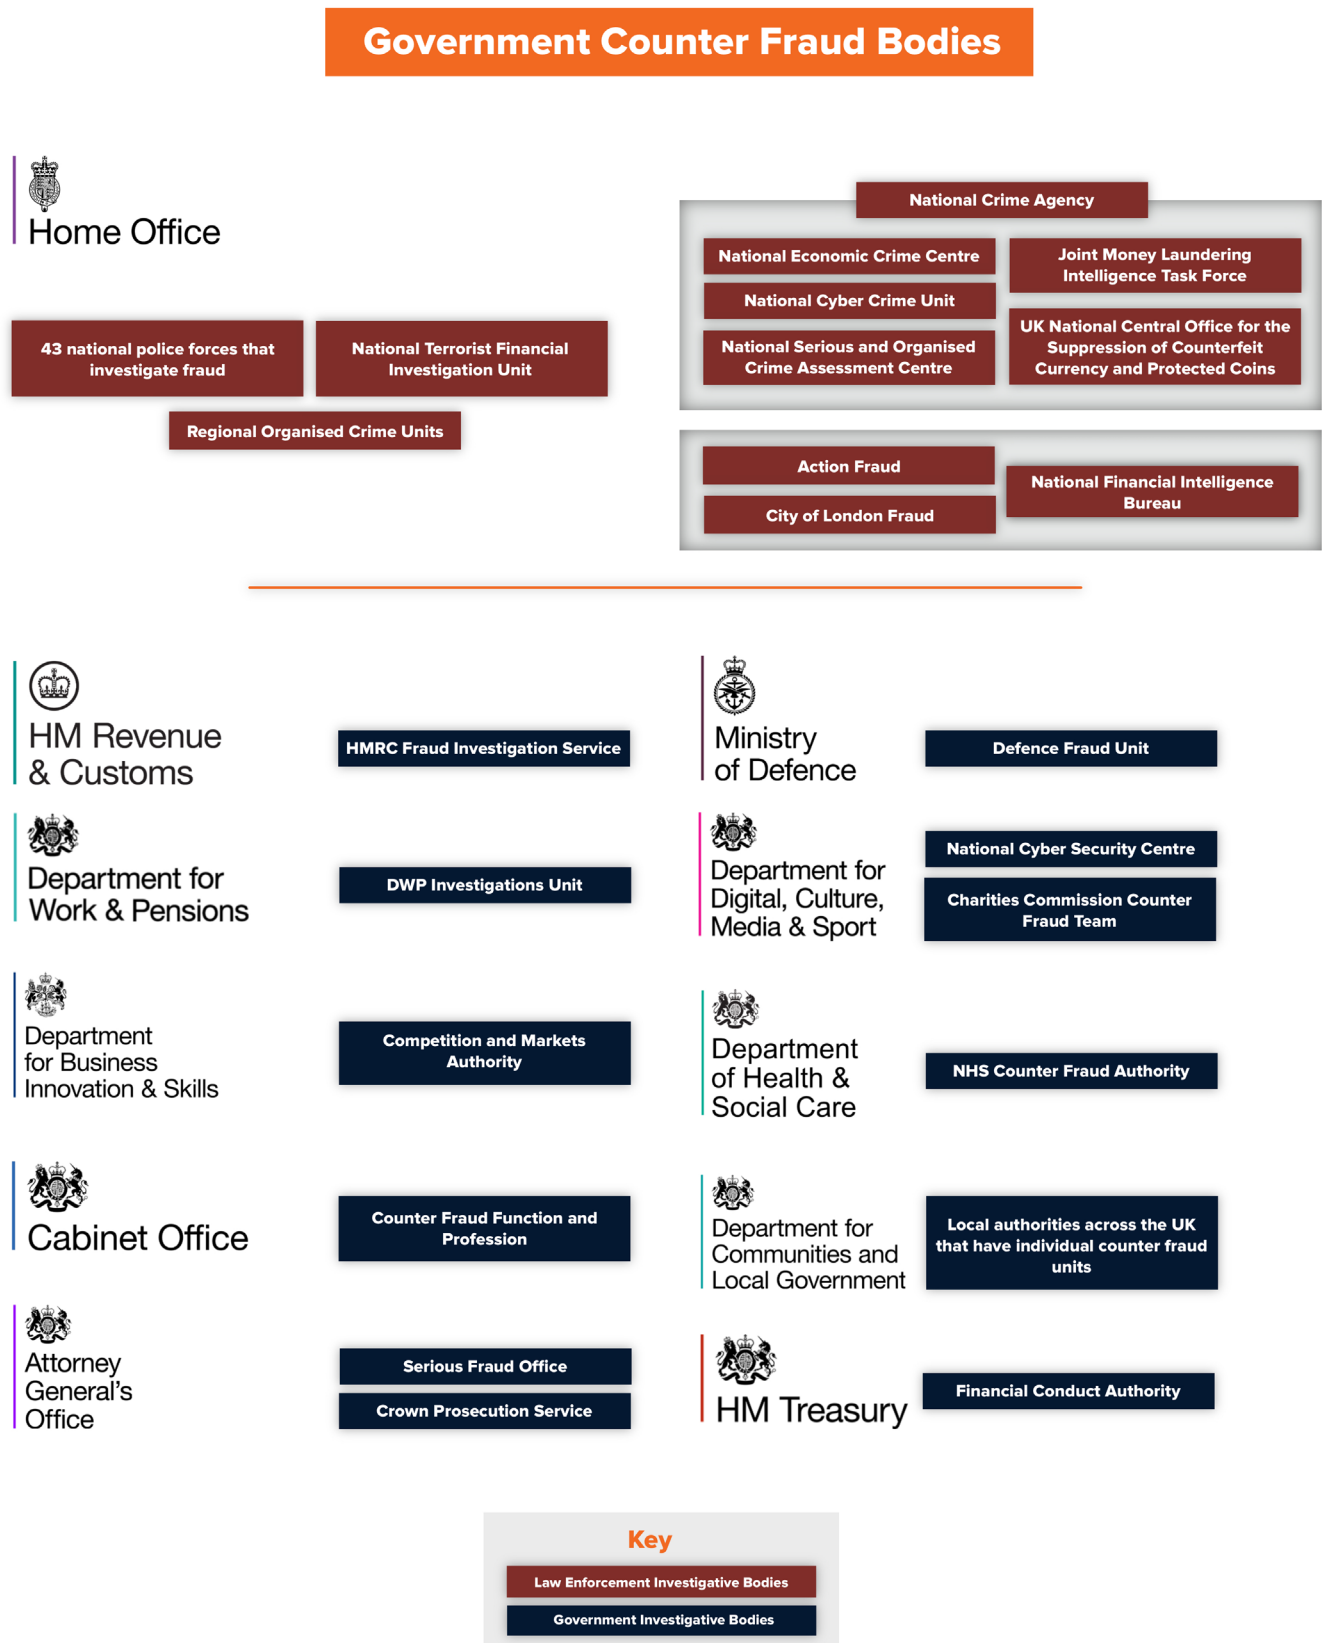 Government Counter Fraud Bodies
Home Office
43 national police forces that
investigate fraud
National Terrorist Financial
Investigation Unit
Regional Organised Crime Units
National Crime Agency
National Economic Crime Centre
National Cyber Crime Unit
National Serious and Organised
Crime Assessment Centre
Joint Money Laundering
Intelligence Task Force
UK National Central Office for the
Suppression of Counterfeit
Currency and Protected Coins
Action Fraud
City of London Fraud
National Financial Intelligence
Bureau
HM Revenue
& Customs
HMRC Fraud Investigation Service
Ministry
of Defence
Defence Fraud Unit
Department for
Work & Pensions
DWP Investigations Unit
Department for
Digital, Culture,
Media & Sport
National Cyber Security Centre
Charities Commission Counter
Fraud Team
Department
for Business
Innovation & Skills
Competition and Markets
Authority
Department
of Health &
Social Care
NHS Counter Fraud Authority
Cabinet Office
Counter Fraud Function and
Profession
Department for
Communities and
Local Government
Local authorities across the UK
that have individual counter fraud
units
Attorney
General's
Office
Serious Fraud Office
Crown Prosecution Service
HM Treasury
Financial Conduct Authority
Key
Law Enforcement Investigative Bodies
Government Investigative Bodies